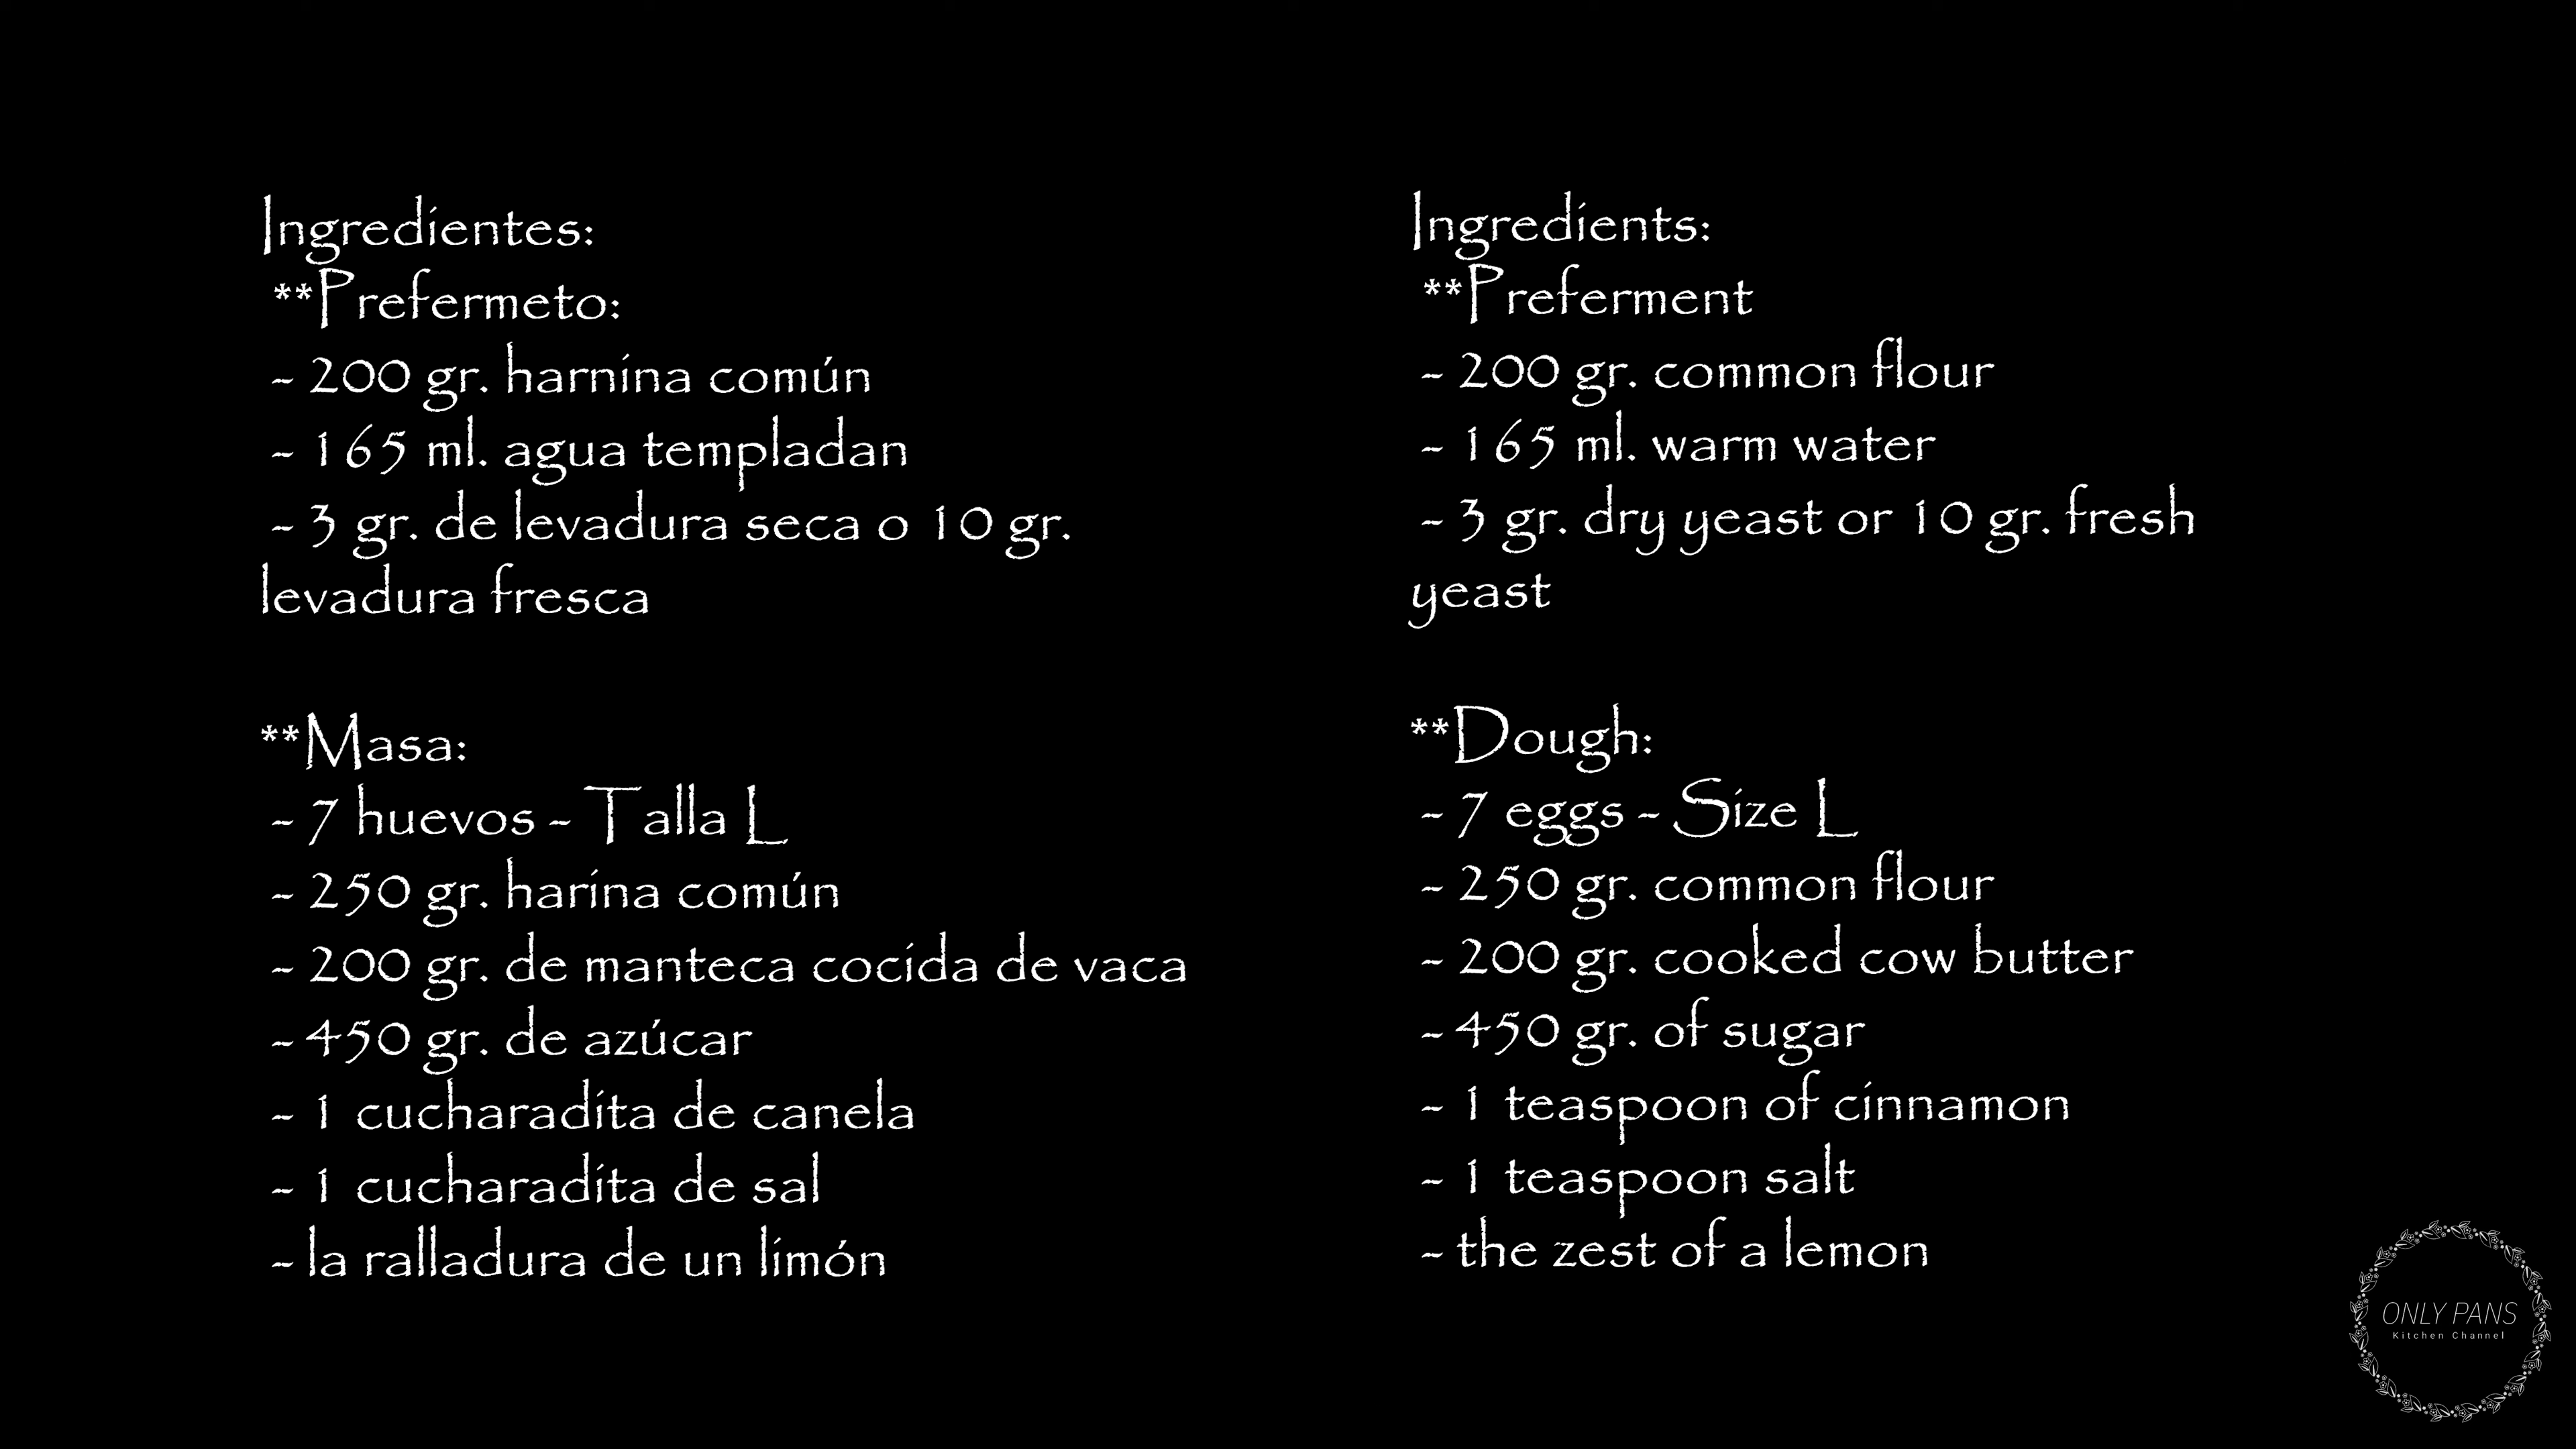 Ingredientes:
**Prefermeto:
- 200 gr. harnina común
- 165 ml. agua templadan
- 3 gr. de levadura seca o 10 gr.
levadura fresca
**Masa:
- 7 huevos - Talla L
- 250 gr. harina común
- 200 gr. de manteca cocida de vaca
- 450 gr. de azúcar
- 1 cucharadita de canela
- 1 cucharadita de sal
- la ralladura de un limón
Ingredients:
**Preferment
- 200 gr. common flour
- 165 ml. warm water
- 3 gr. dry yeast or 10 gr. fresh
yeast
**Dough:
- 7 eggs - Size L
- 250 gr. common flour
- 200 gr. cooked cow butter
- 450 gr. of sugar
- 1 teaspoon of cinnamon
- 1 teaspoon salt
- the zest of a lemon
ONLY PANS
Kitchen Channel